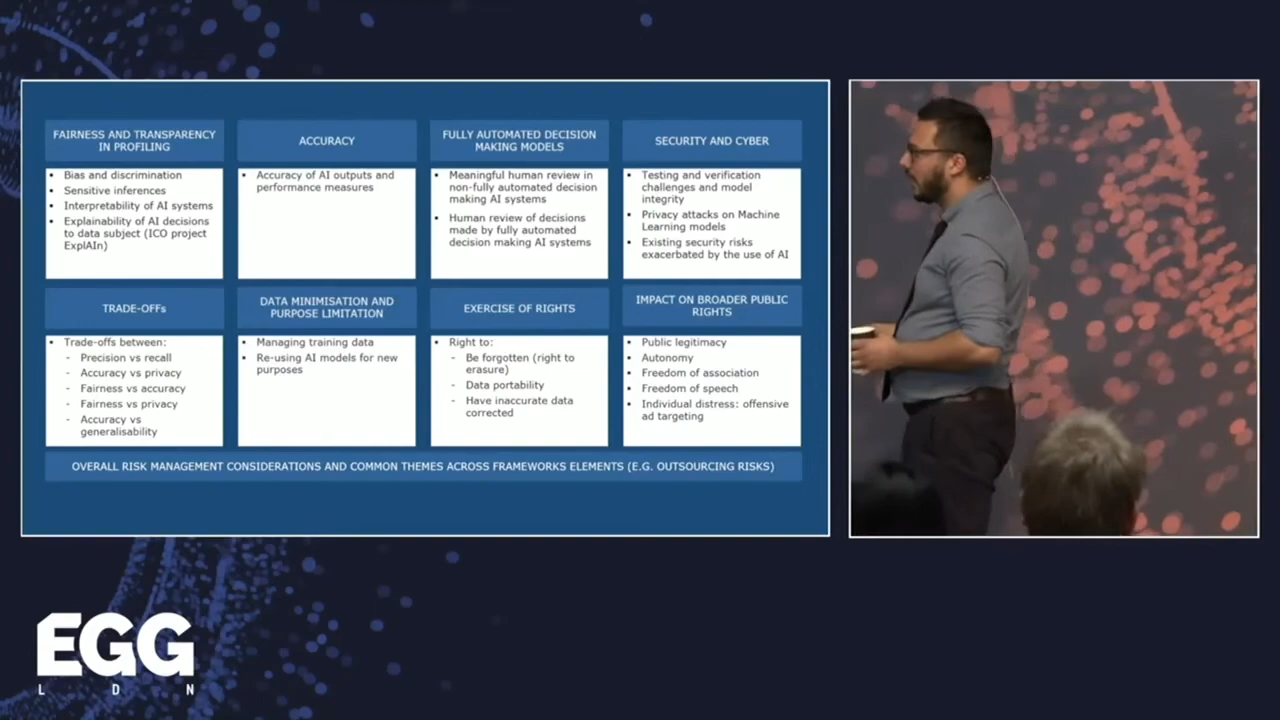 FAIRNESS AND TRANSPARENCY
IN PROFILING
• Bias and discrimination
• Sensitive inferences
• Interpretability of AI systems
• Explainability of AI decisions
to data subject (ICO project
ExplAIn)
ACCURACY
• Accuracy of AI outputs and
performance measures
FULLY AUTOMATED DECISION
MAKING MODELS
• Meaningful human review in
non-fully automated decision
making AI systems
• Human review of decisions
made by fully automated
decision making AI systems
SECURITY AND CYBER
• Testing and verification
challenges and model
integrity
• Privacy attacks on Machine
Learning models
• Existing security risks
exacerbated by the use of AI
TRADE-OFFs
• Trade-offs between:
- Precision vs recall
- Accuracy vs privacy
- Fairness vs accuracy
- Fairness vs privacy
- Accuracy vs
generalisability
DATA MINIMISATION AND
PURPOSE LIMITATION
• Managing training data
• Re-using AI models for new
purposes
EXERCISE OF RIGHTS
• Right to:
- Be forgotten (right to
erasure)
- Data portability
- Have inaccurate data
corrected
IMPACT ON BROADER PUBLIC
RIGHTS
• Public legitimacy
• Autonomy
• Freedom of association
• Freedom of speech
• Individual distress: offensive
ad targeting
OVERALL RISK MANAGEMENT CONSIDERATIONS AND COMMON THEMES ACROSS FRAMEWORKS ELEMENTS (E.G. OUTSOURCING RISKS)
EGG
LDN